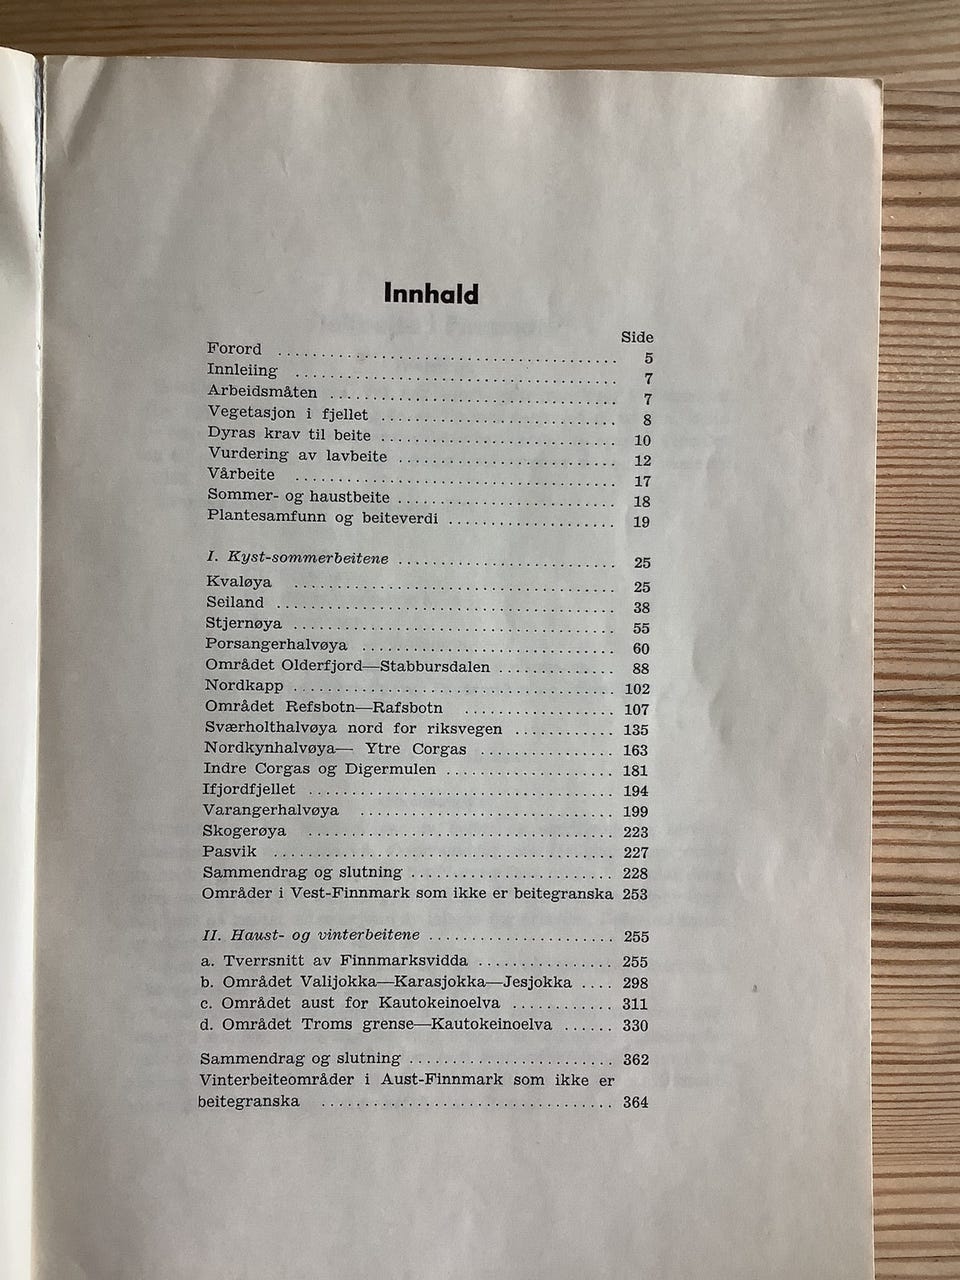 Innhald
Side
Forord ........................................ 5
Innleiing ..................................... 7
Arbeidsmåten .................................. 7
Vegetasjon i fjellet .......................... 8
Dyras krav til beite .......................... 10
Vurdering av lavbeite ......................... 12
Vårbeite ...................................... 17
Sommer- og haustbeite ......................... 18
Plantesamfunn og beiteverdi ................... 19
I. Kyst-sommerbeitene ......................... 25
Kvaløya ....................................... 25
Seiland ....................................... 38
Stjernøya ..................................... 55
Porsangerhalvøya .............................. 60
Området Olderfjord—Stabbursdalen .............. 88
Nordkapp ...................................... 102
Området Refsbotn—Rafsbotn ..................... 107
Sværholthalvøya nord for riksvegen ............ 135
Nordkynhalvøya— Ytre Corgas ................... 163
Indre Corgas og Digermulen .................... 181
Ifjordfjellet ................................. 194
Varangerhalvøya ............................... 199
Skogerøya ..................................... 223
Pasvik ........................................ 227
Sammendrag og slutning ........................ 228
Områder i Vest-Finnmark som ikke er beitegranska 253
II. Haust- og vinterbeitene ................... 255
a. Tverrsnitt av Finnmarksvidda ............... 255
b. Området Valijokka—Karasjokka—Jesjokka .... 298
c. Området aust for Kautokeinoelva ............ 311
d. Området Troms grense—Kautokeinoelva ...... 330
Sammendrag og slutning ........................ 362
Vinterbeiteområder i Aust-Finnmark som ikke er
beitegranska .................................. 364